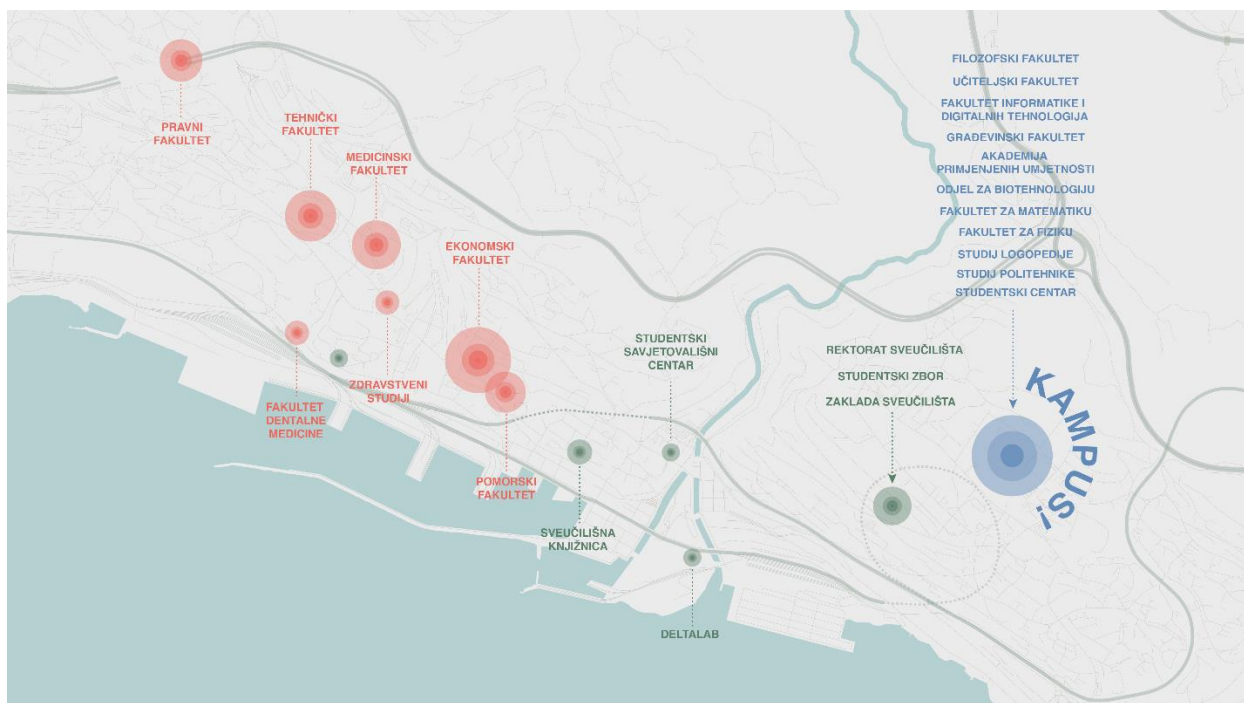 PRAVNI
FAKULTET
TEHNIČKI
FAKULTET
MEDICINSKI
FAKULTET
EKONOMSKI
FAKULTET
FAKULTET
DENTALNE
MEDICINE
ZDRAVSTVENI
STUDIJI
POMORSKI
FAKULTET
SVEUČILIŠNA
KNJIŽNICA
STUDENTSKI
SAVJETOVALIŠNI
CENTAR
DELTALAB
REKTORAT SVEUČILIŠTA
STUDENTSKI ZBOR
ZAKLADA SVEUČILIŠTA
FILOZOFSKI FAKULTET
UČITELJSKI FAKULTET
FAKULTET INFORMATIKE I
DIGITALNIH TEHNOLOGIJA
GRAĐEVINSKI FAKULTET
AKADEMIJA
PRIMJENJENIH UMJETNOSTI
ODJEL ZA BIOTEHNOLOGIJU
FAKULTET ZA MATEMATIKU
FAKULTET ZA FIZIKU
STUDIJ LOGOPEDIJE
STUDIJ POLITEHNIKE
STUDENTSKI CENTAR
KAMPUS!